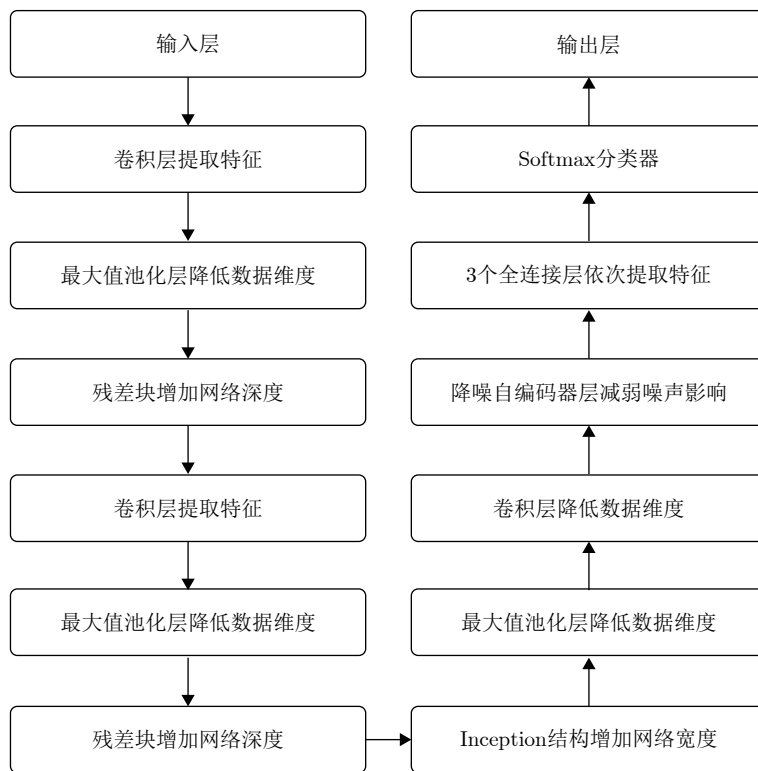 输入层
卷积层提取特征
最大值池化层降低数据维度
残差块增加网络深度
卷积层提取特征
最大值池化层降低数据维度
残差块增加网络深度
Inception结构增加网络宽度
最大值池化层降低数据维度
卷积层降低数据维度
降噪自编码器层减弱噪声影响
3个全连接层依次提取特征
Softmax分类器
输出层